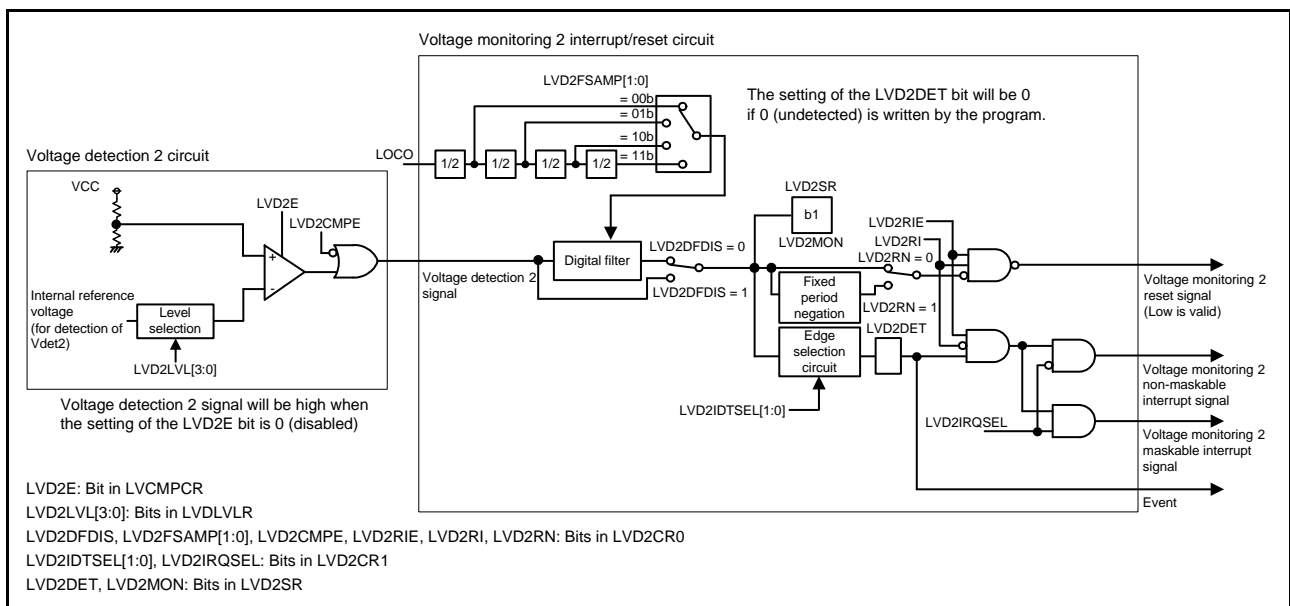 Voltage monitoring 2 interrupt/reset circuit
LVD2FSAMP[1:0]
= 00b
= 01b
= 10b
= 11b
The setting of the LVD2DET bit will be 0
if 0 (undetected) is written by the program.
LOCO
1/2
1/2
1/2
1/2
Voltage detection 2 circuit
VCC
LVD2E
LVD2CMPE
+
-
Internal reference
voltage
(for detection of
Vdet2)
Level
selection
LVD2LVL[3:0]
Voltage detection 2 signal will be high when
the setting of the LVD2E bit is 0 (disabled)
Voltage detection 2
signal
Digital filter
LVD2DFDIS = 0
LVD2DFDIS = 1
LVD2SR
b1
LVD2MON
LVD2RIE
LVD2RI
LVD2RN = 0
Fixed
period
negation
LVD2RN = 1
LVD2DET
Edge
selection
circuit
LVD2IDTSEL[1:0]
LVD2IRQSEL
Voltage monitoring 2
reset signal
(Low is valid)
Voltage monitoring 2
non-maskable
interrupt signal
Voltage monitoring 2
maskable interrupt
signal
Event
LVD2E: Bit in LVCMPCR
LVD2LVL[3:0]: Bits in LVDLVLR
LVD2DFDIS, LVD2FSAMP[1:0], LVD2CMPE, LVD2RIE, LVD2RI, LVD2RN: Bits in LVD2CR0
LVD2IDTSEL[1:0], LVD2IRQSEL: Bits in LVD2CR1
LVD2DET, LVD2MON: Bits in LVD2SR